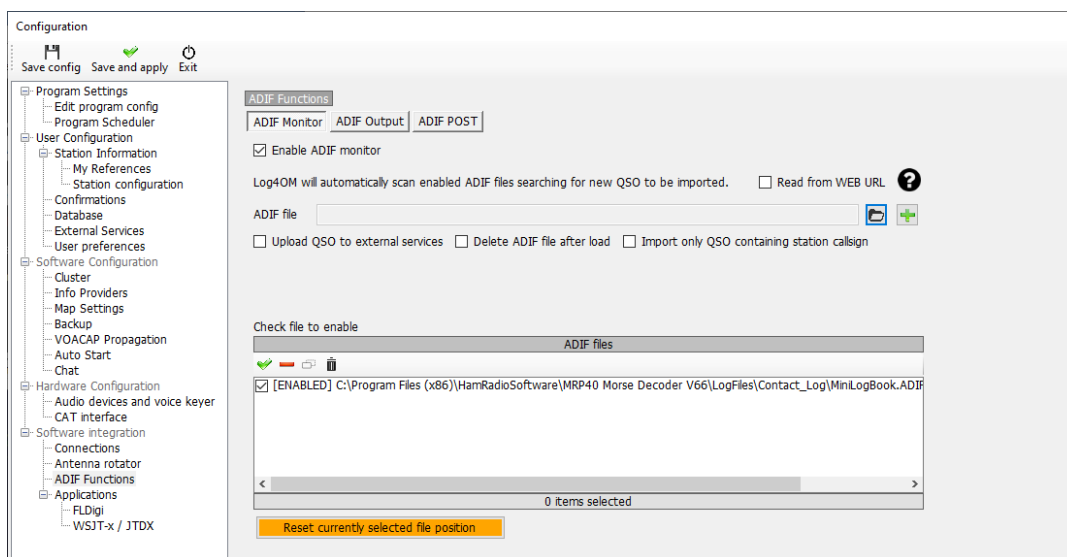 Configuration
Save config Save and apply Exit
Program Settings
Edit program config
Program Scheduler
User Configuration
Station Information
My References
Station configuration
Confirmations
Database
External Services
User preferences
Software Configuration
Cluster
Info Providers
Map Settings
Backup
VOACAP Propagation
Auto Start
Chat
Hardware Configuration
Audio devices and voice keyer
CAT interface
Software integration
Connections
Antenna rotator
ADIF Functions
Applications
FLDigi
WSJT-x / JTDX
ADIF Functions
ADIF Monitor ADIF Output ADIF POST
Enable ADIF monitor
Log4OM will automatically scan enabled ADIF files searching for new QSO to be imported. Read from WEB URL ?
ADIF file
Upload QSO to external services Delete ADIF file after load Import only QSO containing station callsign
Check file to enable
ADIF files
[ENABLED] C:\Program Files (x86)\HamRadioSoftware\MRP40 Morse Decoder V66\LogFiles\Contact_Log\MiniLogBook.ADIF
0 items selected
Reset currently selected file position